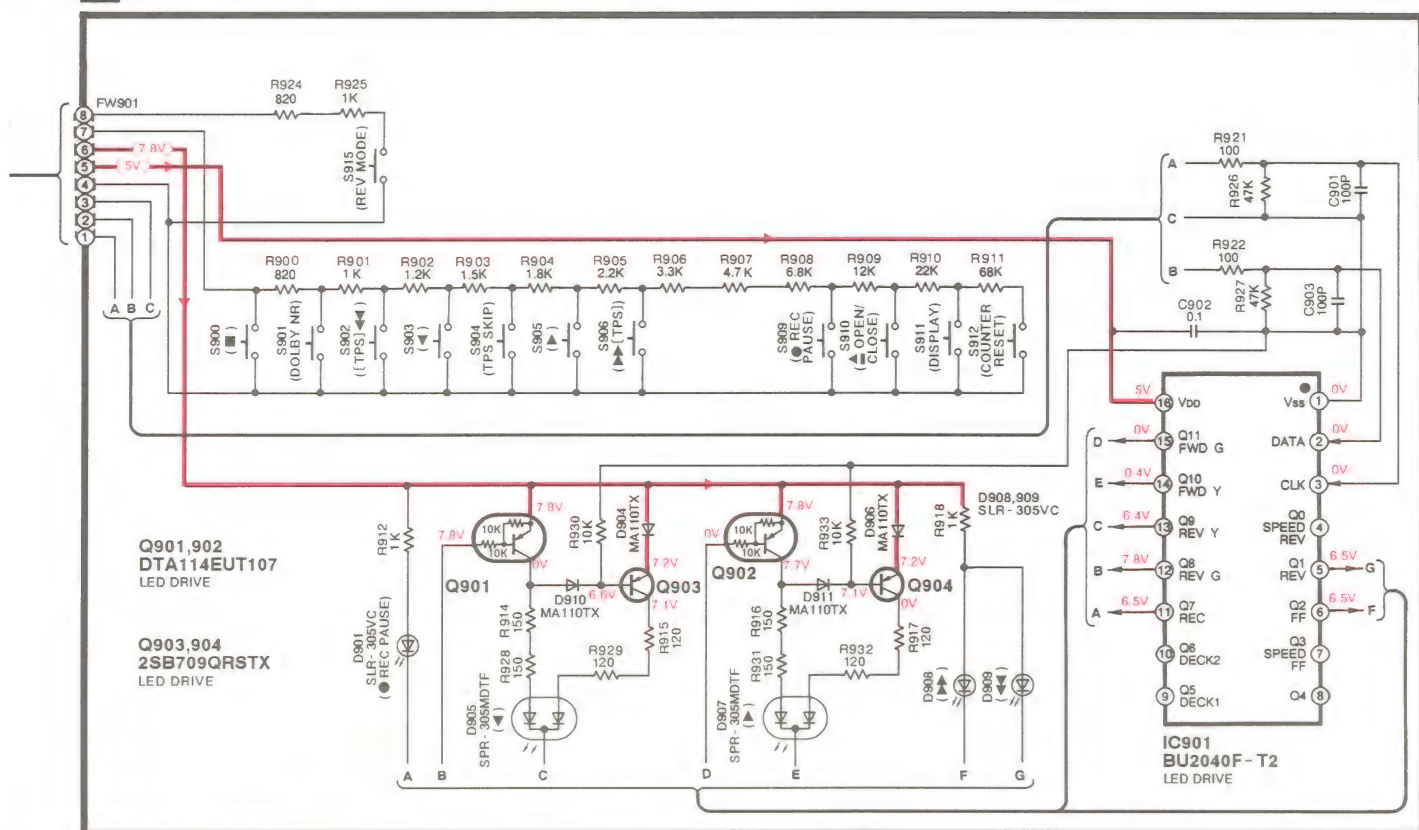 R924
820
R925
1K
8 FW901
7
6 7.8V
5 5V
4
3
2
1
S915
(REV MODE)
A B C
R900
820
R901
1K
R902
1.2K
R903
1.5K
R904
1.8K
R905
2.2K
R906
3.3K
R907
4.7K
R908
6.8K
R909
12K
R910
22K
R911
68K
S900
(■)
S901
(DOLBY NR)
S902
([TPS]◀◀)
S903
(◀)
S904
(TPS SKIP)
S905
(▶)
S906
(▶▶[TPS])
S909
(● REC
PAUSE)
S910
(▲ OPEN/
CLOSE)
S911
(DISPLAY)
S912
(COUNTER
RESET)
R921
100
A
R926
47K
C901
100P
C
R922
100
B
R927
47K
C903
100P
C902
0.1
5V
16 VDD
VSS 1
0V
0V
D
15 Q11
FWD G
DATA 2
0V
0.4V
E
14 Q10
FWD Y
CLK 3
0V
6.4V
C
13 Q9
REV Y
Q0 4
SPEED
REV
7.8V
B
12 Q8
REV G
Q1 5
REV
6.5V
G
6.5V
A
11 Q7
REC
Q2 6
FF
6.5V
F
10 Q6
DECK2
Q3 7
SPEED
FF
9 Q5
DECK1
Q4 8
IC901
BU2040F-T2
LED DRIVE
Q901,902
DTA114EUT107
LED DRIVE
Q903,904
2SB709QRSTX
LED DRIVE
R912
1K
D901
SLR-305VC
(● REC PAUSE)
7.8V
7.8V
10K
10K
0V
Q901
R930
10K
D904
MA110TX
7.2V
Q903
D910
MA110TX
6.6V
7.1V
R914
150
R928
150
R915
120
R929
120
D905
SPR-305MDTF
(◀)
0V
7.8V
10K
10K
7.7V
Q902
R933
10K
D906
MA110TX
7.2V
Q904
D911
MA110TX
7.1V
0V
R916
150
R931
150
R917
120
R932
120
D907
SPR-305MDTF
(▶)
R918
1K
D908,909
SLR-305VC
D908
(▶▶)
D909
(◀◀)
A B C D E F G